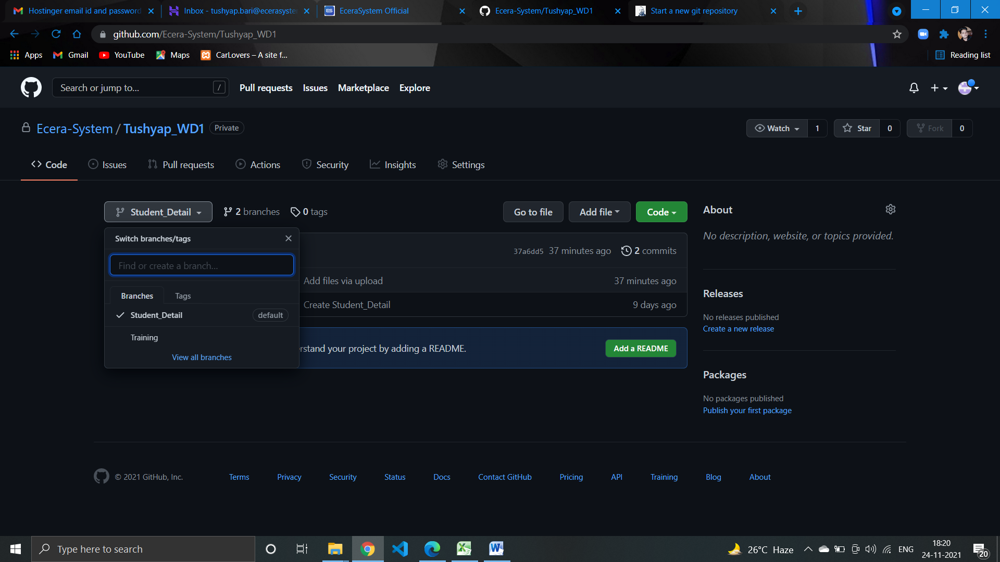 Hostinger email id and password
Inbox - tushyap.bari@ecerasyste
EceraSystem Official
Ecera-System/Tushyap_WD1
Start a new git repository
github.com/Ecera-System/Tushyap_WD1
Apps
Gmail
YouTube
Maps
CarLovers – A site f...
Reading list
Search or jump to...
/
Pull requests
Issues
Marketplace
Explore
Ecera-System / Tushyap_WD1
Private
Watch
1
Star
0
Fork
0
Code
Issues
Pull requests
Actions
Security
Insights
Settings
Student_Detail
2 branches
0 tags
Go to file
Add file
Code
About
No description, website, or topics provided.
Switch branches/tags
Find or create a branch...
Branches
Tags
Student_Detail
default
Training
View all branches
37a6dd5
37 minutes ago
2 commits
Add files via upload
37 minutes ago
Create Student_Detail
9 days ago
rstand your project by adding a README.
Add a README
Releases
No releases published
Create a new release
Packages
No packages published
Publish your first package
© 2021 GitHub, Inc.
Terms
Privacy
Security
Status
Docs
Contact GitHub
Pricing
API
Training
Blog
About
Type here to search
26°C Haze
ENG
18:20
24-11-2021
20